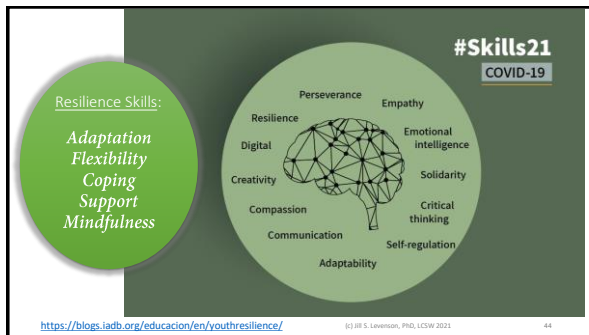 #Skills21
COVID-19
Resilience Skills:
Adaptation
Flexibility
Coping
Support
Mindfulness
Perseverance
Empathy
Resilience
Emotional
intelligence
Digital
Creativity
Solidarity
Compassion
Critical
thinking
Communication
Self-regulation
Adaptability
https://blogs.iadb.org/educacion/en/youthresilience/
(c) Jill S. Levenson, PhD, LCSW 2021
44